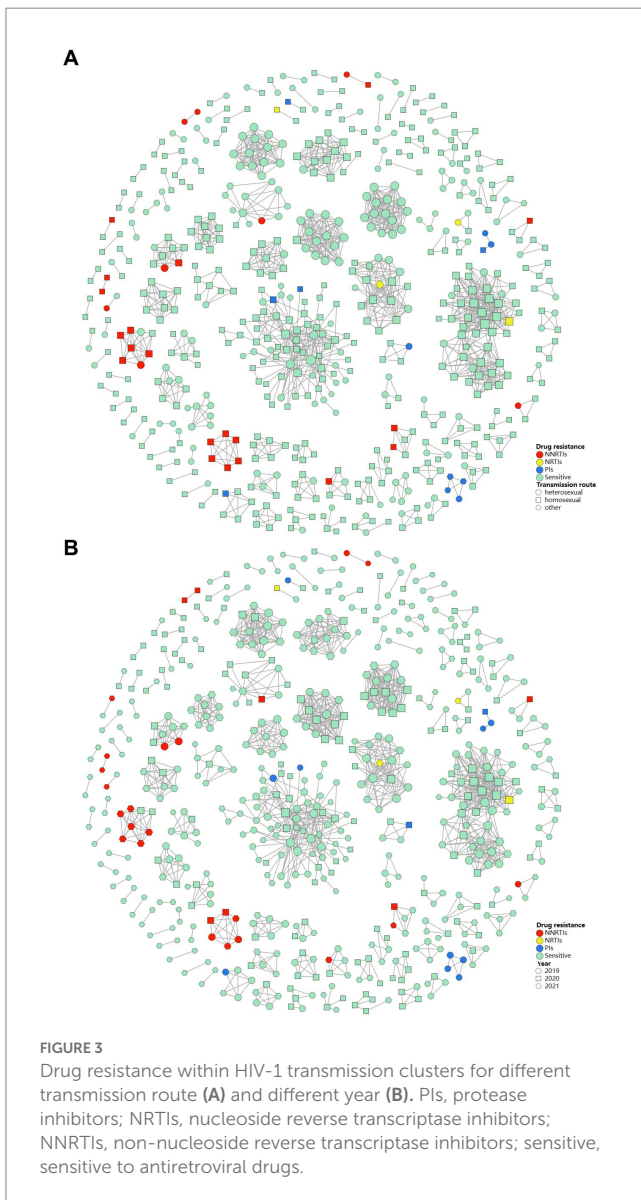 A
Drug resistance
NNRTIs
NRTIs
PIs
Sensitive
Transmission route
heterosexual
homosexual
other
B
Drug resistance
NNRTIs
NRTIs
PIs
Sensitive
Year
2019
2020
2021
FIGURE 3
Drug resistance within HIV-1 transmission clusters for different
transmission route (A) and different year (B). PIs, protease
inhibitors; NRTIs, nucleoside reverse transcriptase inhibitors;
NNRTIs, non-nucleoside reverse transcriptase inhibitors; sensitive,
sensitive to antiretroviral drugs.